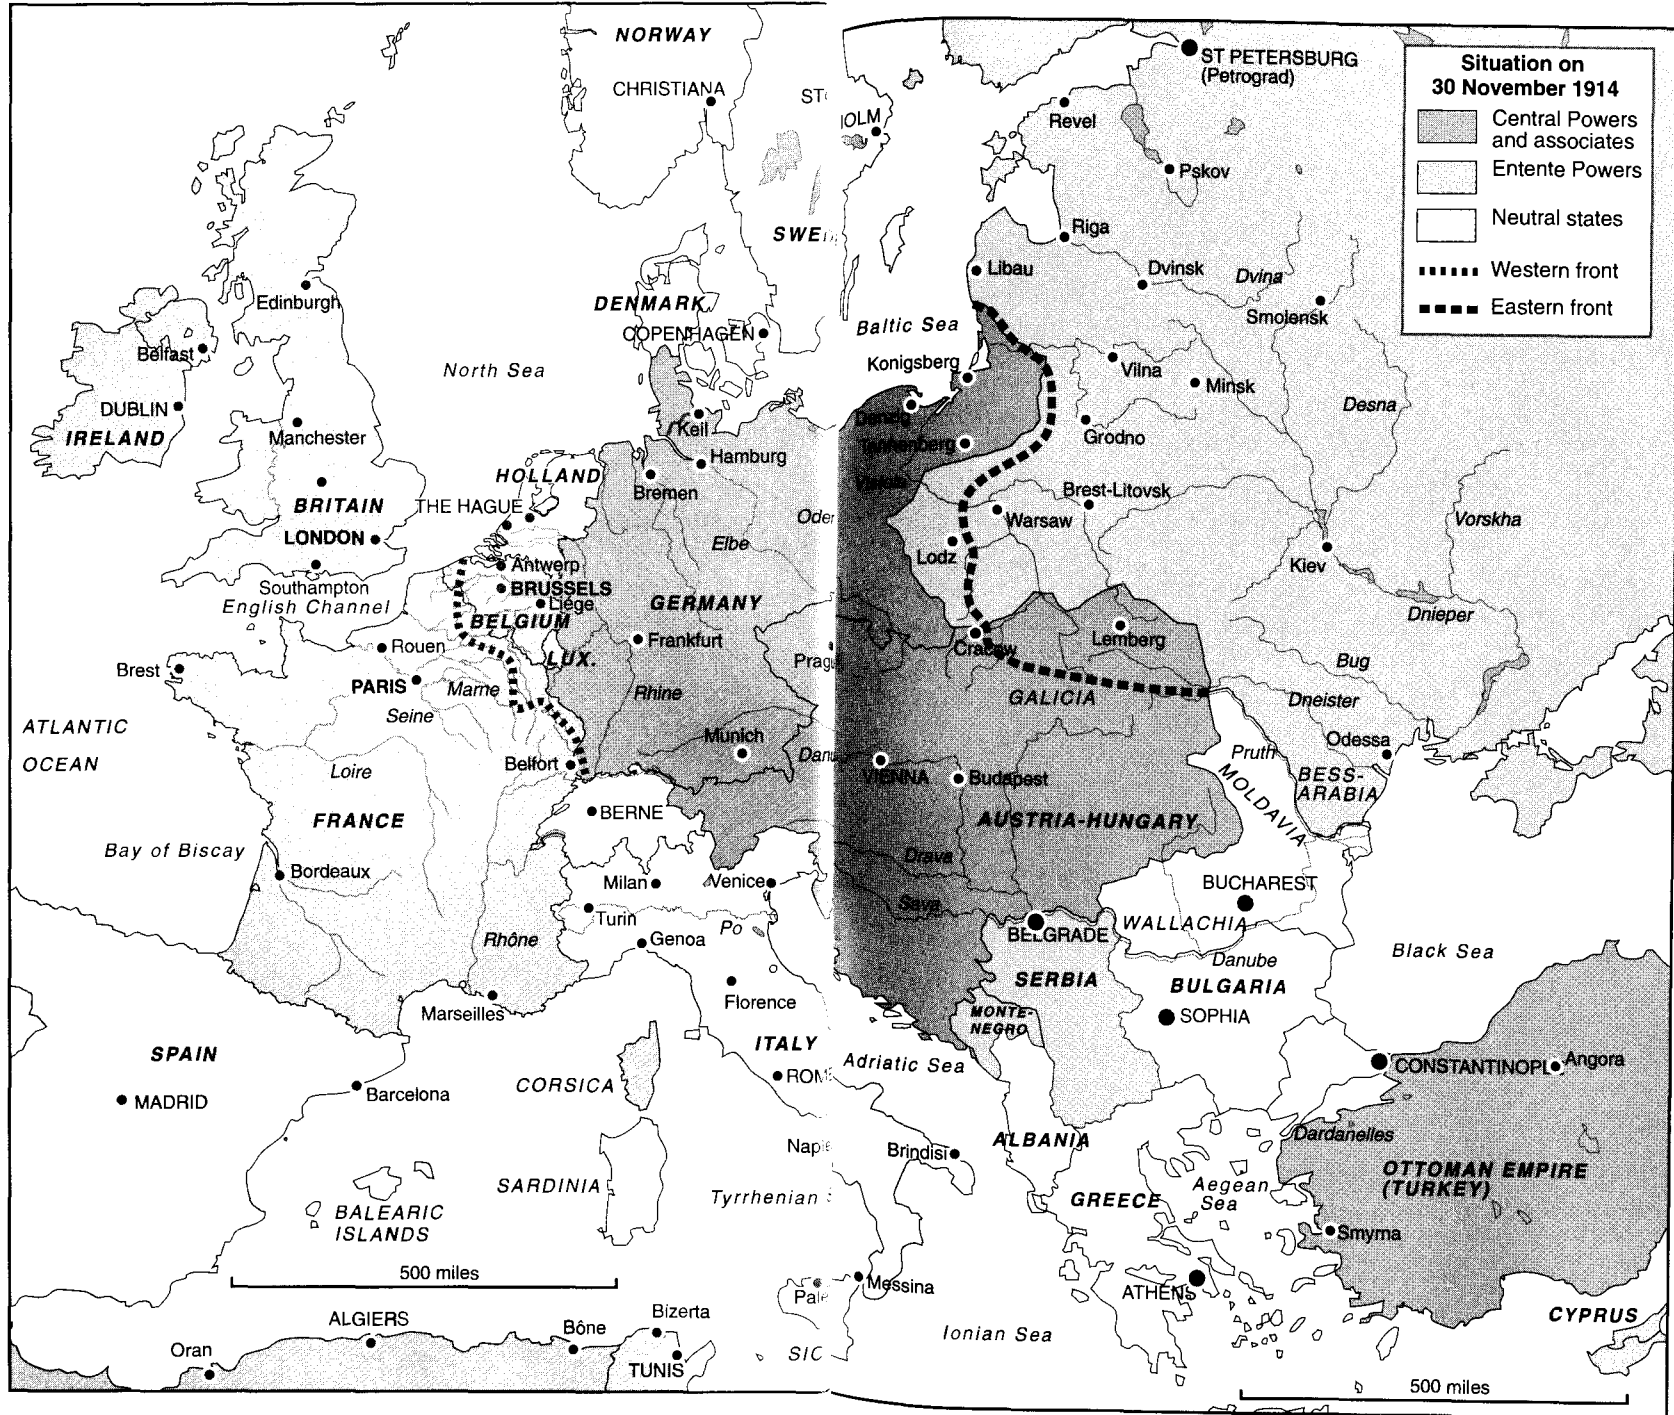 NORWAY
CHRISTIANA
ST PETERSBURG
(Petrograd)
Revel
Pskov
Situation on
30 November 1914
Central Powers
and associates
Entente Powers
Neutral states
Western front
Eastern front
Riga
Libau
Dvinsk
Dvina
Smolensk
Edinburgh
DENMARK
COPENHAGEN
Baltic Sea
Konigsberg
Vilna
Minsk
Belfast
North Sea
Keil
Danzig
Desna
DUBLIN
IRELAND
Manchester
Hamburg
Tannenberg
Grodno
HOLLAND
Bremen
Vistula
Brest-Litovsk
BRITAIN
THE HAGUE
Oder
Warsaw
Vorskha
LONDON
Elbe
Lodz
Kiev
Antwerp
Southampton
BRUSSELS
Liége
English Channel
BELGIUM
GERMANY
Dnieper
Rouen
Frankfurt
Cracow
Lemberg
Brest
LUX.
Bug
PARIS
Marne
Rhine
GALICIA
Dneister
Seine
ATLANTIC
OCEAN
Munich
Pruth
Odessa
Loire
Belfort
VIENNA
Budapest
MOLDAVIA
BESS-
ARABIA
FRANCE
BERNE
AUSTRIA-HUNGARY
Bay of Biscay
Bordeaux
Milan
Venice
Drava
BUCHAREST
Turin
Po
Sava
WALLACHIA
Rhône
Genoa
BELGRADE
Black Sea
Danube
SERBIA
BULGARIA
Florence
Marseilles
MONTE-
NEGRO
SOPHIA
SPAIN
ITALY
Adriatic Sea
CONSTANTINOPL
Angora
CORSICA
MADRID
Barcelona
Dardanelles
ALBANIA
Brindisi
OTTOMAN EMPIRE
(TURKEY)
SARDINIA
Tyrrhenian
GREECE
Aegean
Sea
BALEARIC
ISLANDS
Smyrna
500 miles
Messina
ATHENS
ALGIERS
Bizerta
Bône
Oran
TUNIS
Ionian Sea
CYPRUS
500 miles